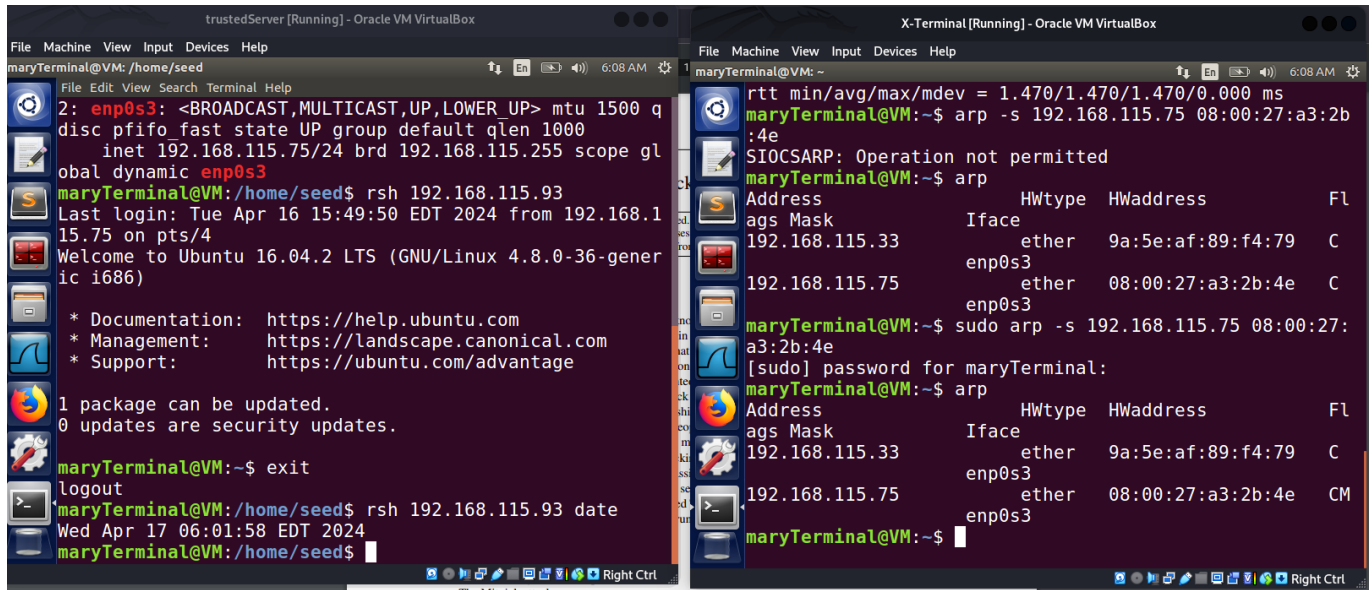 trustedServer [Running] - Oracle VM VirtualBox
File Machine View Input Devices Help
maryTerminal@VM: /home/seed
En
6:08 AM
File Edit View Search Terminal Help
2: enp0s3: <BROADCAST,MULTICAST,UP,LOWER_UP> mtu 1500 q
disc pfifo_fast state UP group default qlen 1000
inet 192.168.115.75/24 brd 192.168.115.255 scope gl
obal dynamic enp0s3
maryTerminal@VM:/home/seed$ rsh 192.168.115.93
Last login: Tue Apr 16 15:49:50 EDT 2024 from 192.168.1
15.75 on pts/4
Welcome to Ubuntu 16.04.2 LTS (GNU/Linux 4.8.0-36-gener
ic i686)
* Documentation: https://help.ubuntu.com
* Management: https://landscape.canonical.com
* Support: https://ubuntu.com/advantage
1 package can be updated.
0 updates are security updates.
maryTerminal@VM:~$ exit
logout
maryTerminal@VM:/home/seed$ rsh 192.168.115.93 date
Wed Apr 17 06:01:58 EDT 2024
maryTerminal@VM:/home/seed$
Right Ctrl
X-Terminal [Running] - Oracle VM VirtualBox
File Machine View Input Devices Help
maryTerminal@VM: ~
En
6:08 AM
rtt min/avg/max/mdev = 1.470/1.470/1.470/0.000 ms
maryTerminal@VM:~$ arp -s 192.168.115.75 08:00:27:a3:2b
:4e
SIOCSARP: Operation not permitted
maryTerminal@VM:~$ arp
Address HWtype HWaddress Fl
ags Mask Iface
192.168.115.33 ether 9a:5e:af:89:f4:79 C
enp0s3
192.168.115.75 ether 08:00:27:a3:2b:4e C
enp0s3
maryTerminal@VM:~$ sudo arp -s 192.168.115.75 08:00:27:
a3:2b:4e
[sudo] password for maryTerminal:
maryTerminal@VM:~$ arp
Address HWtype HWaddress Fl
ags Mask Iface
192.168.115.33 ether 9a:5e:af:89:f4:79 C
enp0s3
192.168.115.75 ether 08:00:27:a3:2b:4e CM
enp0s3
maryTerminal@VM:~$
Right Ctrl